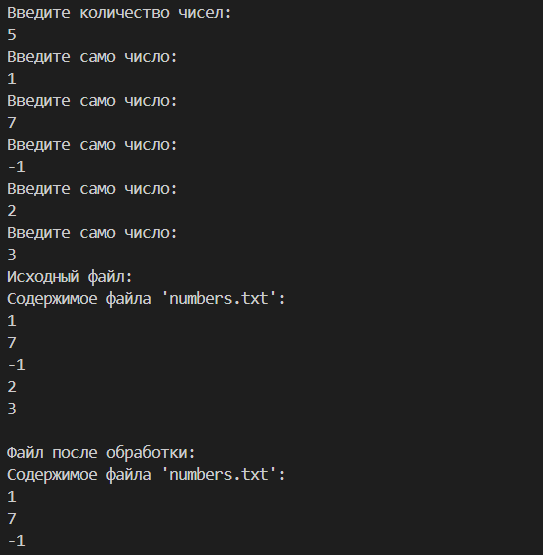 Введите количество чисел:
5
Введите само число:
1
Введите само число:
7
Введите само число:
-1
Введите само число:
2
Введите само число:
3
Исходный файл:
Содержимое файла 'numbers.txt':
1
7
-1
2
3
Файл после обработки:
Содержимое файла 'numbers.txt':
1
7
-1